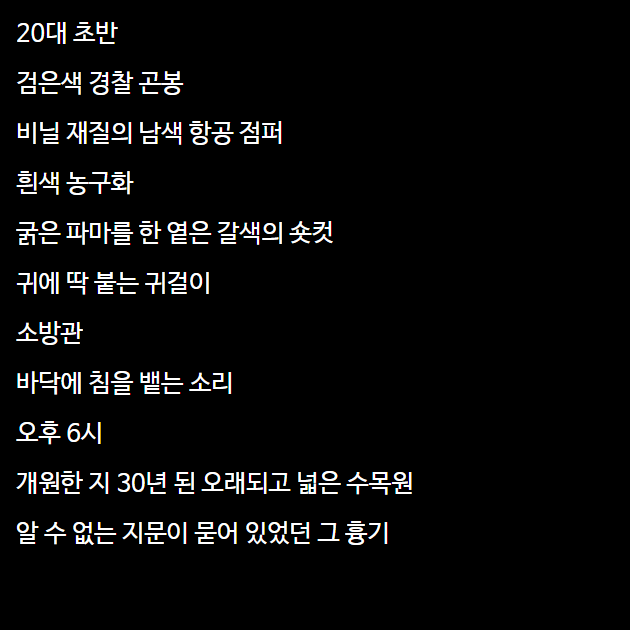 20대 초반
검은색 경찰 곤봉
비닐 재질의 남색 항공 점퍼
흰색 농구화
굵은 파마를 한 옅은 갈색의 숏컷
귀에 딱 붙는 귀걸이
소방관
바닥에 침을 뱉는 소리
오후 6시
개원한 지 30년 된 오래되고 넓은 수목원
알 수 없는 지문이 묻어 있었던 그 흉기